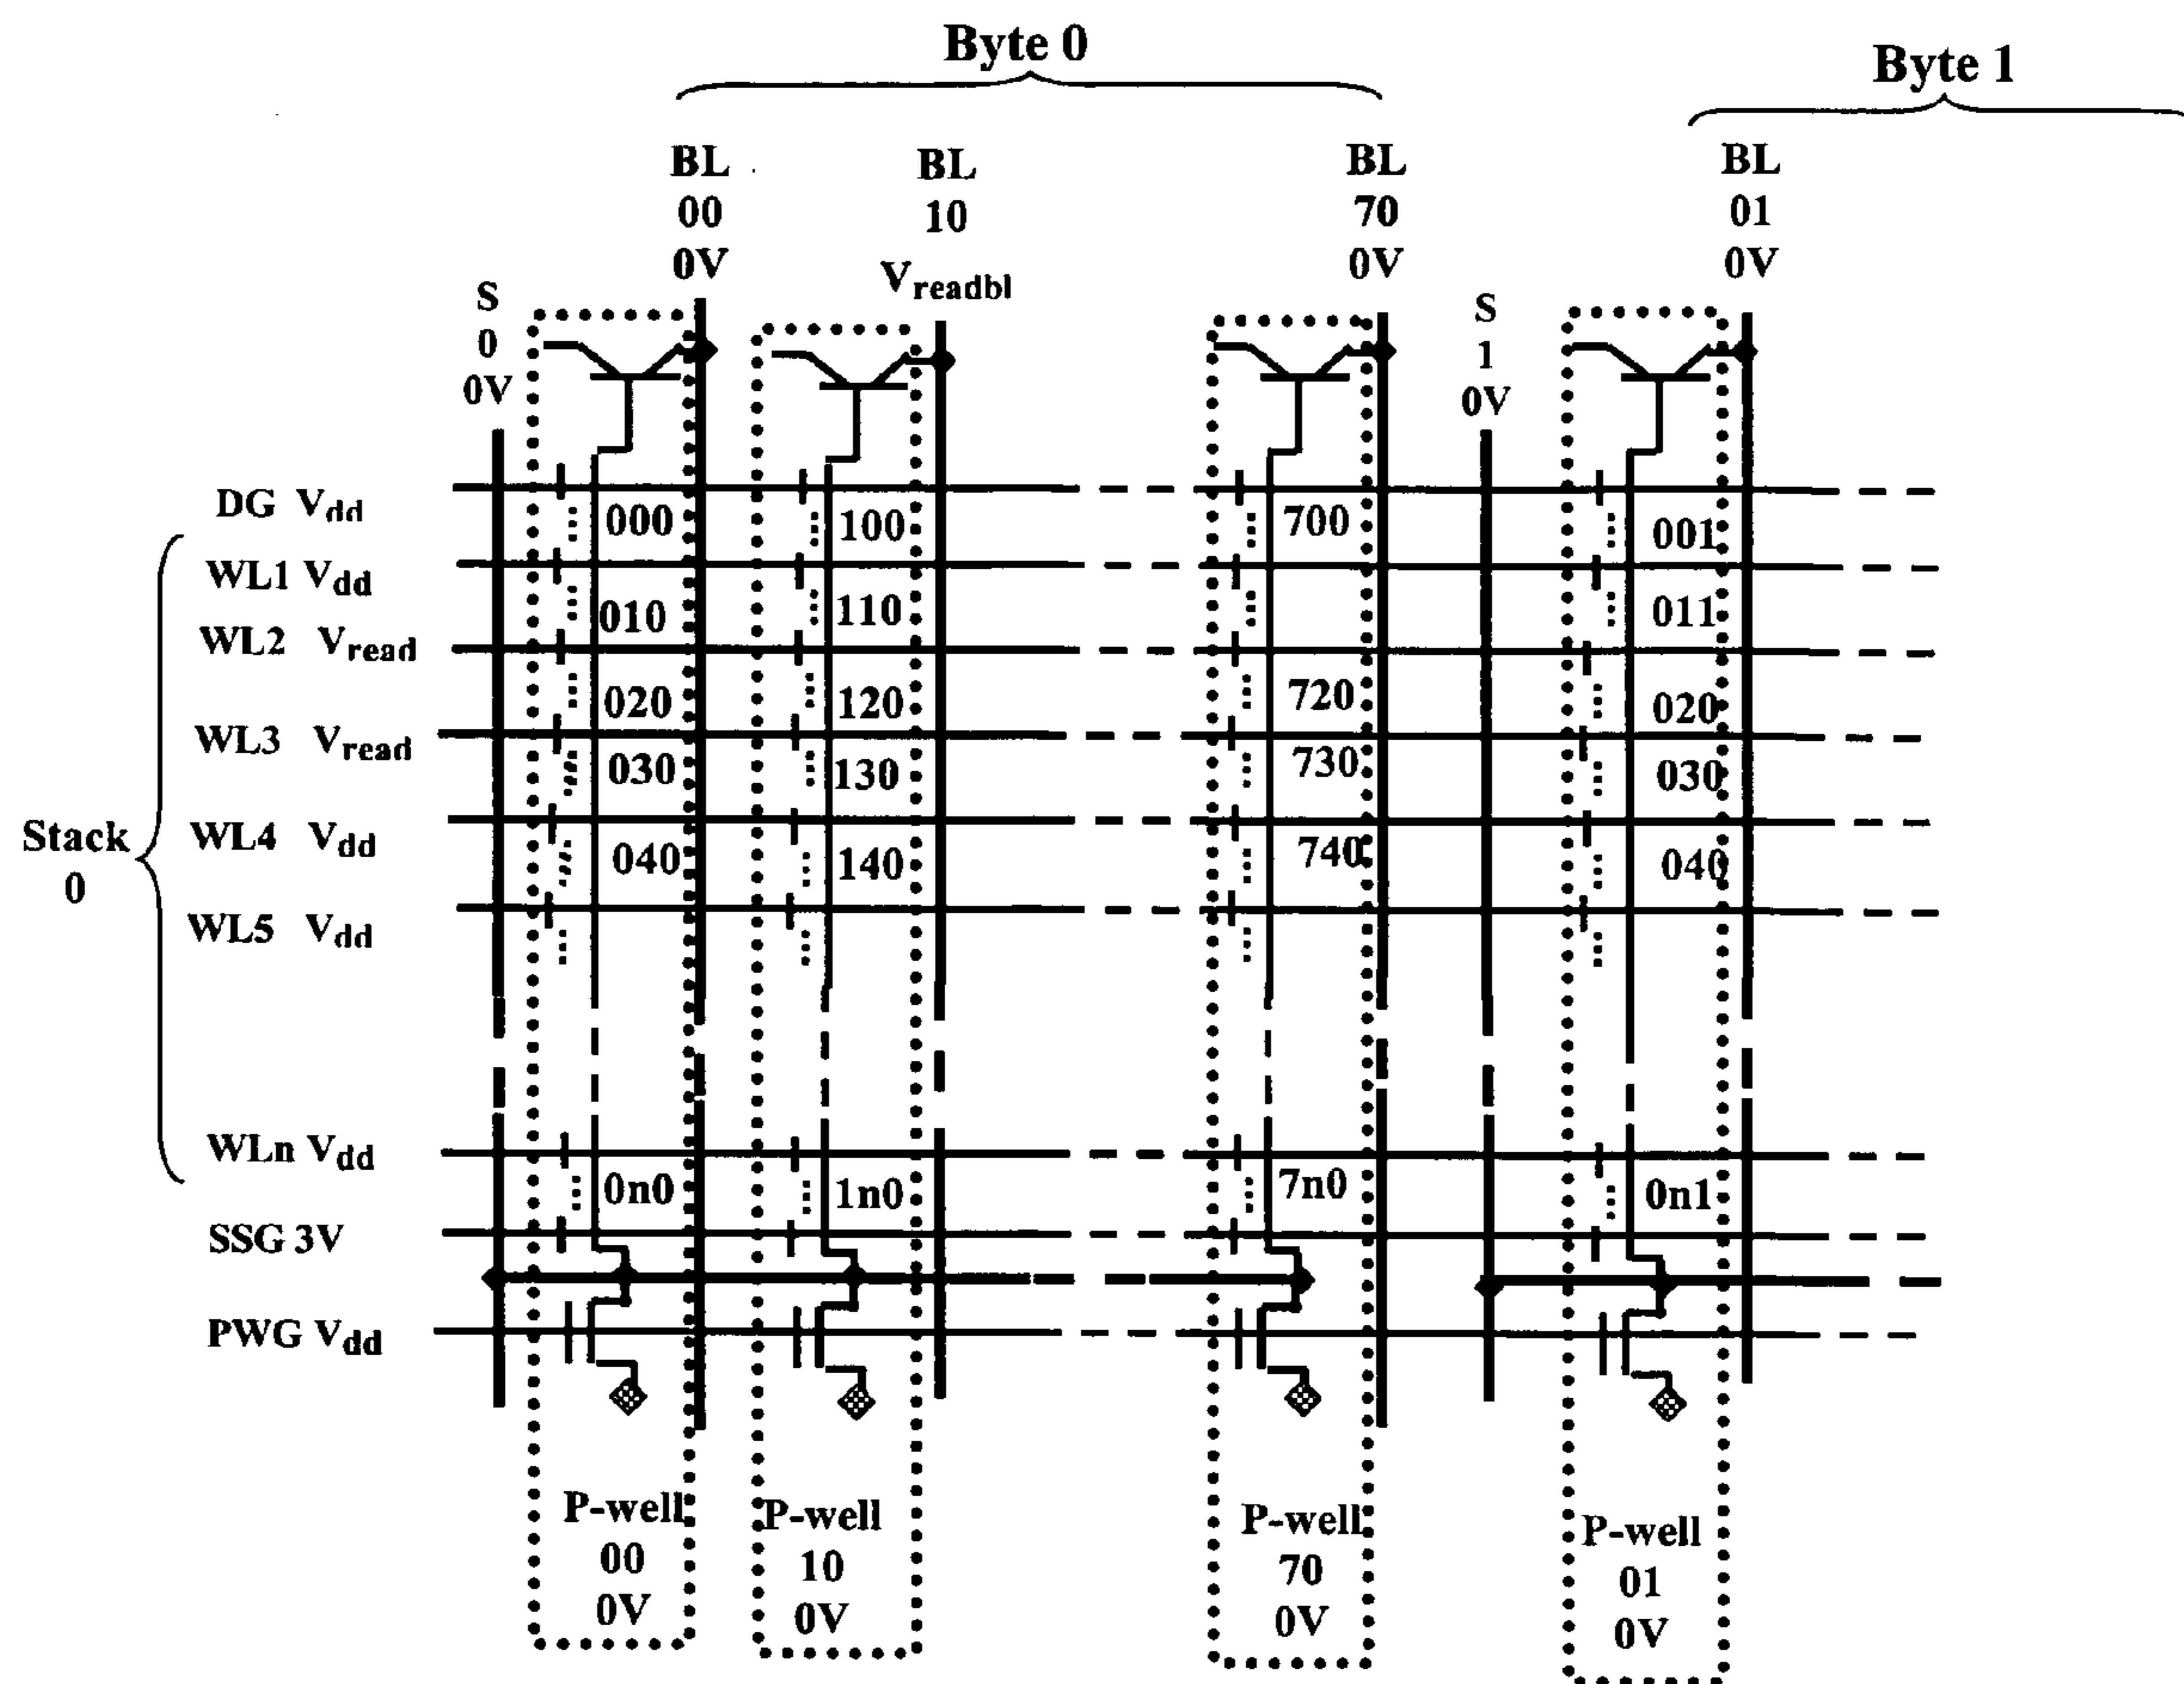 Byte 0
Byte 1
BL
00
0V
BL
10
Vreadbl
BL
70
0V
BL
01
0V
S
0
0V
S
1
0V
DG Vdd
000
100
700
001
WL1 Vdd
010
110
011
WL2 Vread
020
120
720
020
WL3 Vread
030
130
730
030
Stack
0
WL4 Vdd
040
140
740
040
WL5 Vdd
WLn Vdd
0n0
1n0
7n0
0n1
SSG 3V
PWG Vdd
P-well
00
0V
P-well
10
0V
P-well
70
0V
P-well
01
0V